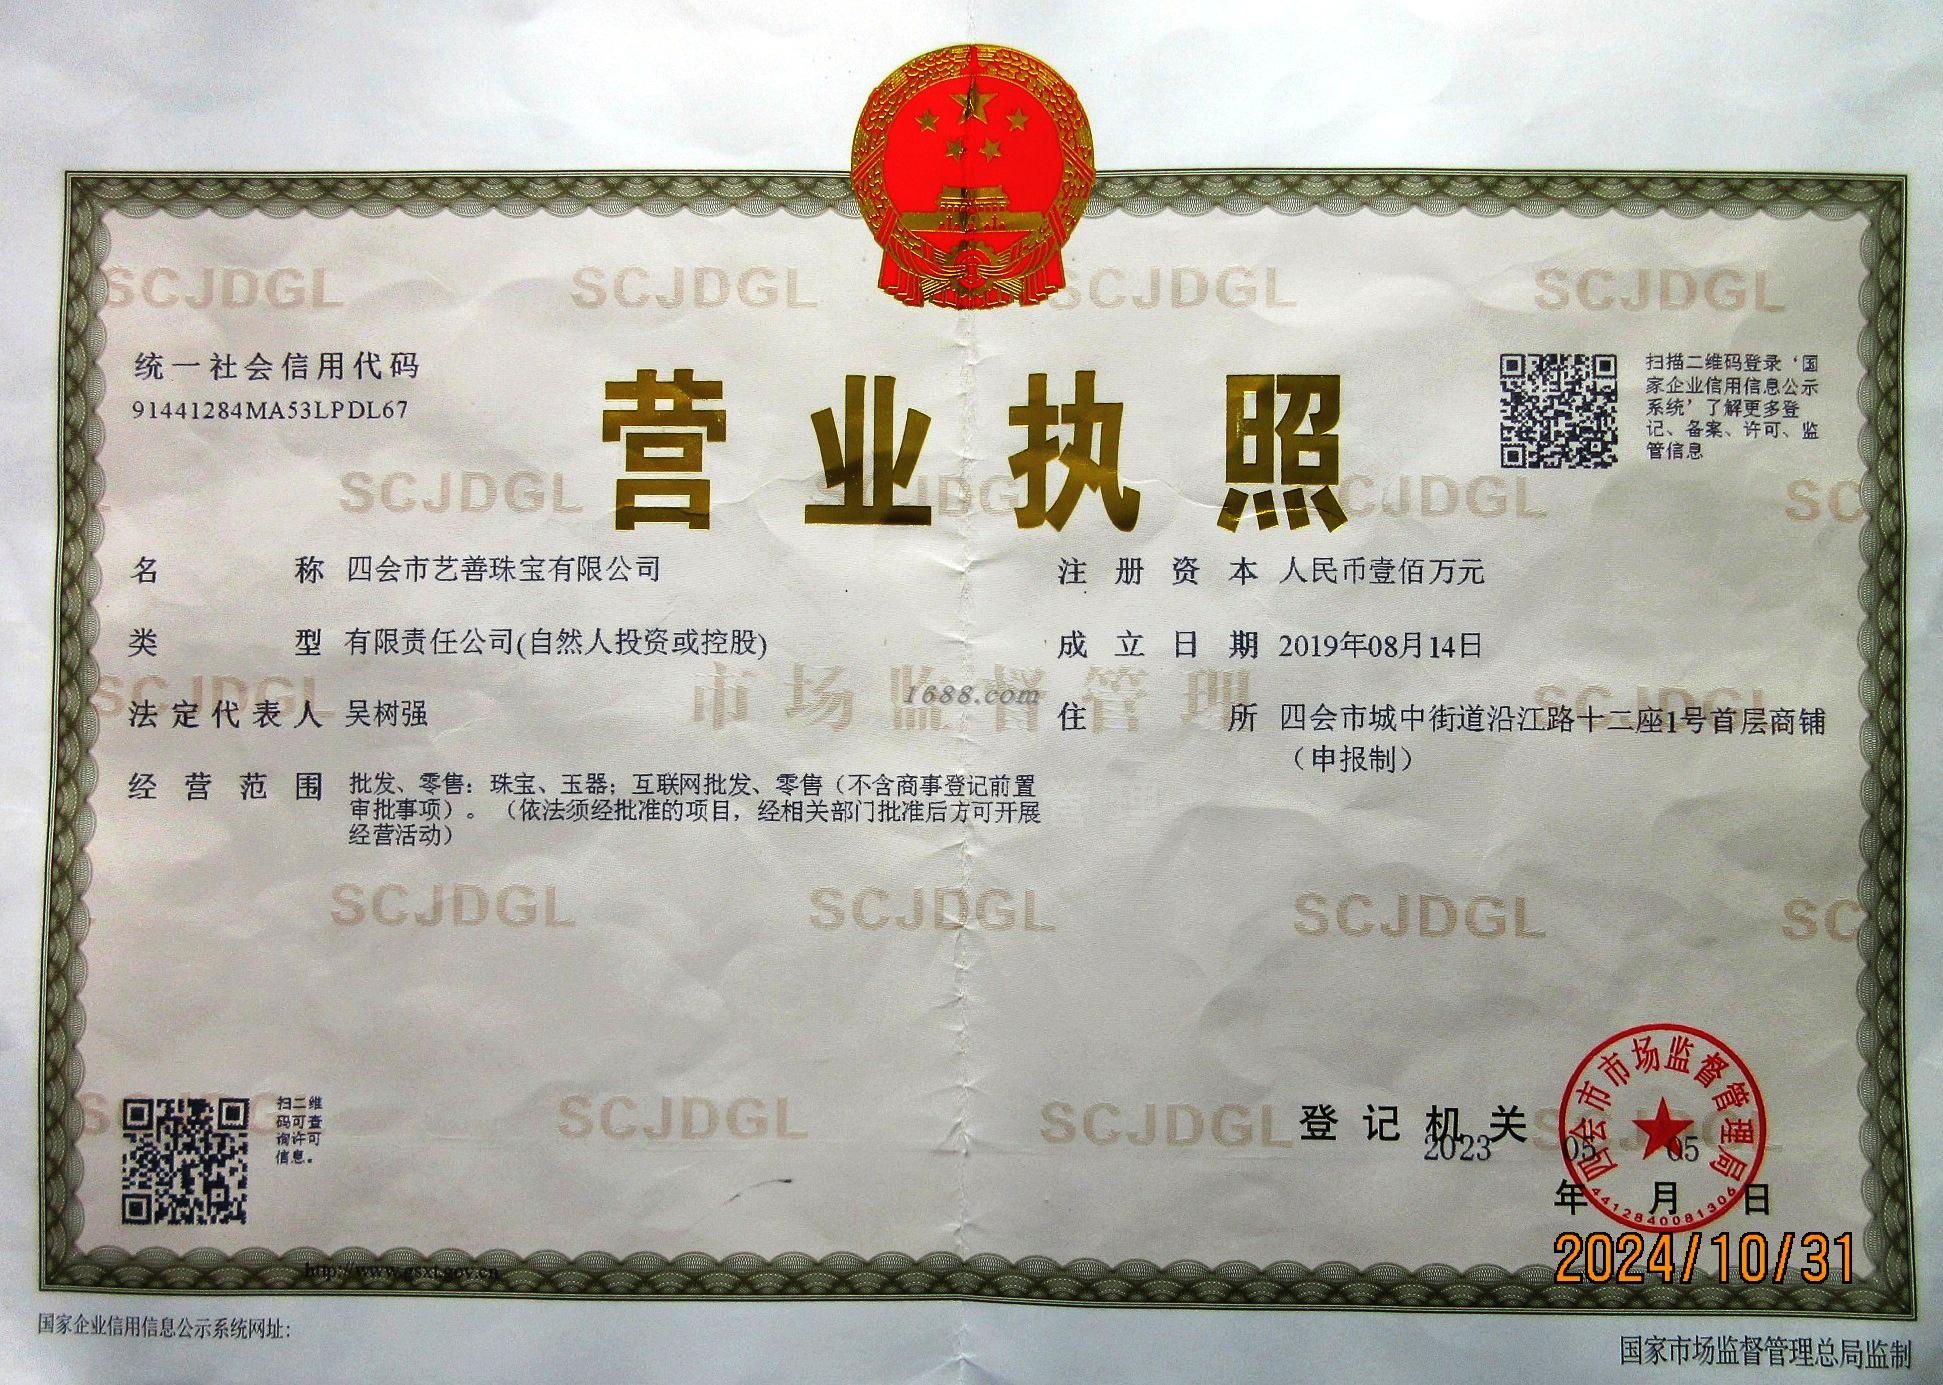 SCJDGL SCJDGL SCJDGL SCJDGL
统一社会信用代码
91441284MA53LPDL67
营业执照
扫描二维码登录‘国
家企业信用信息公示
系统’了解更多登
记、备案、许可、监
管信息
SCJDGL SCJDGL SCJDGL SC
名称 四会市艺善珠宝有限公司
注册资本 人民币壹佰万元
类型 有限责任公司(自然人投资或控股)
成立日期 2019年08月14日
市场监督管理
1688.com
SCJDGL SCJDGL
法定代表人 吴树强
住所 四会市城中街道沿江路十二座1号首层商铺
（申报制）
经营范围 批发、零售：珠宝、玉器；互联网批发、零售（不含商事登记前置
审批事项）。（依法须经批准的项目，经相关部门批准后方可开展
经营活动）
SCJDGL SCJDGL SCJDGL SC
扫二维
码可查
询许可
信息。
SCJDGL SCJDGL
登记机关
四会市市场监督管理局
4412840081306
2023 05 05
年 月 日
2024/10/31
http://www.gsxt.gov.cn
国家企业信用信息公示系统网址：
国家市场监督管理总局监制